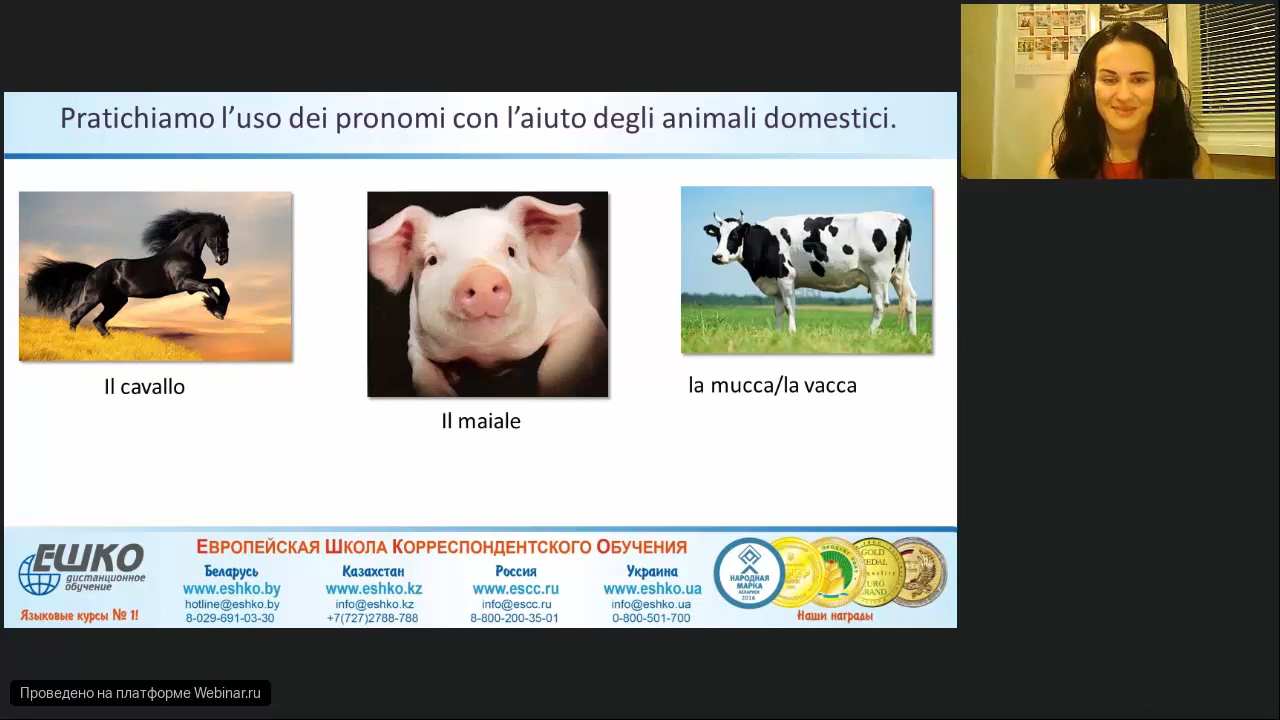 Pratichiamo l’uso dei pronomi con l’aiuto degli animali domestici.
Il cavallo
Il maiale
la mucca/la vacca
ЕШКО
дистанционное
обучение
Языковые курсы № 1!
Европейская Школа Корреспондентского Обучения
Беларусь
www.eshko.by
hotline@eshko.by
8-029-691-03-30
Казахстан
www.eshko.kz
info@eshko.kz
+7(727)2788-788
Россия
www.escc.ru
info@escc.ru
8-800-200-35-01
Украина
www.eshko.ua
info@eshko.ua
0-800-501-700
НАРОДНАЯ
МАРКА
БЕЛАРУСИ
2016
GOLD
Наши награды
Проведено на платформе Webinar.ru